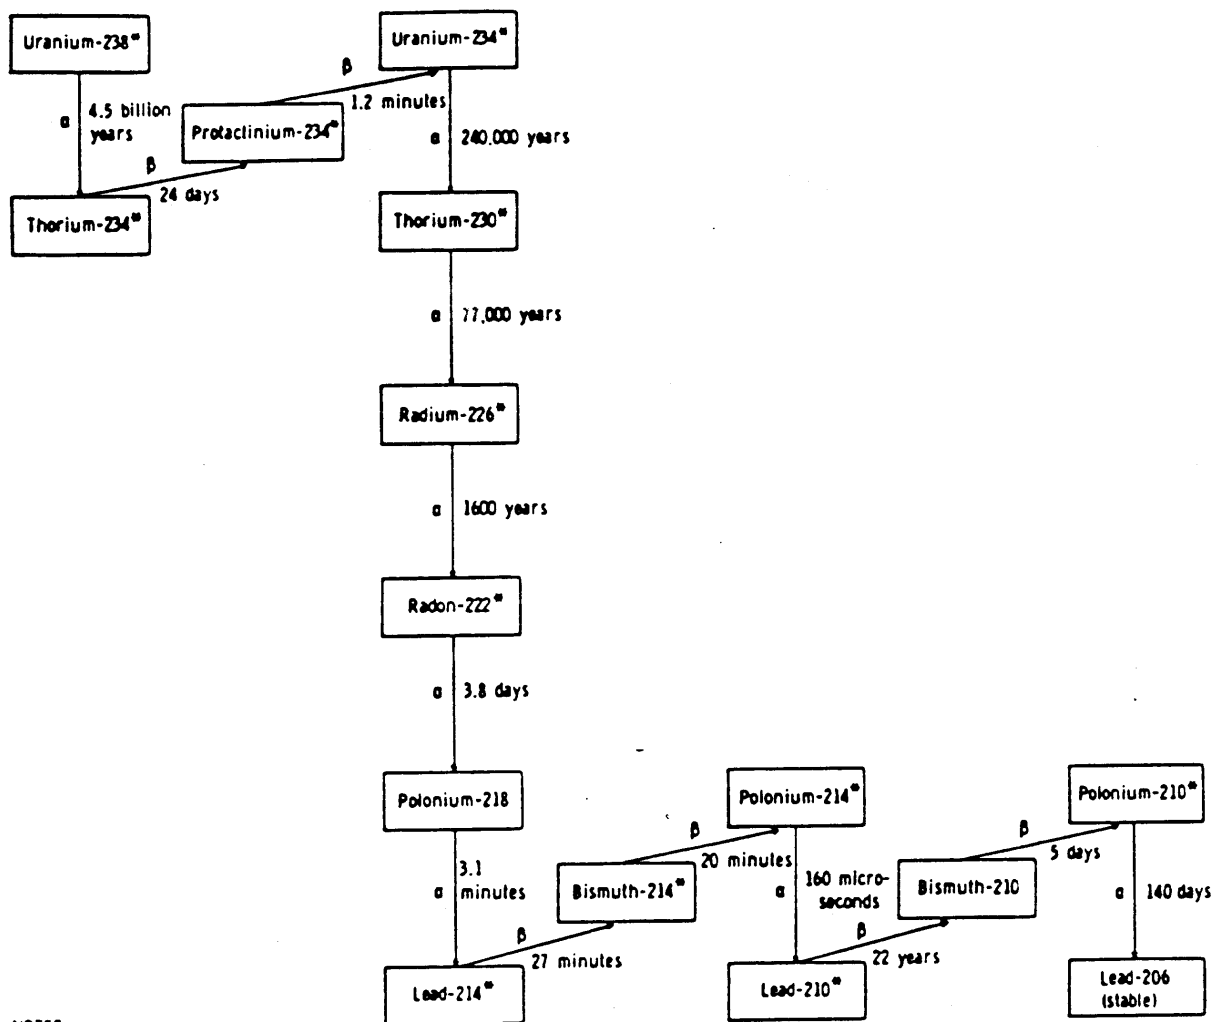 Uranium-238*
Uranium-234*
β
1.2 minutes
α
4.5 billion
years
Protactinium-234*
α
240,000 years
β
24 days
Thorium-234*
Thorium-230*
α
77,000 years
Radium-226*
α
1600 years
Radon-222*
α
3.8 days
Polonium-218
Polonium-214*
Polonium-210*
β
20 minutes
β
5 days
α
3.1
minutes
Bismuth-214*
α
160 micro-
seconds
Bismuth-210
α
140 days
β
27 minutes
β
22 years
Lead-214*
Lead-210*
Lead-206
(stable)